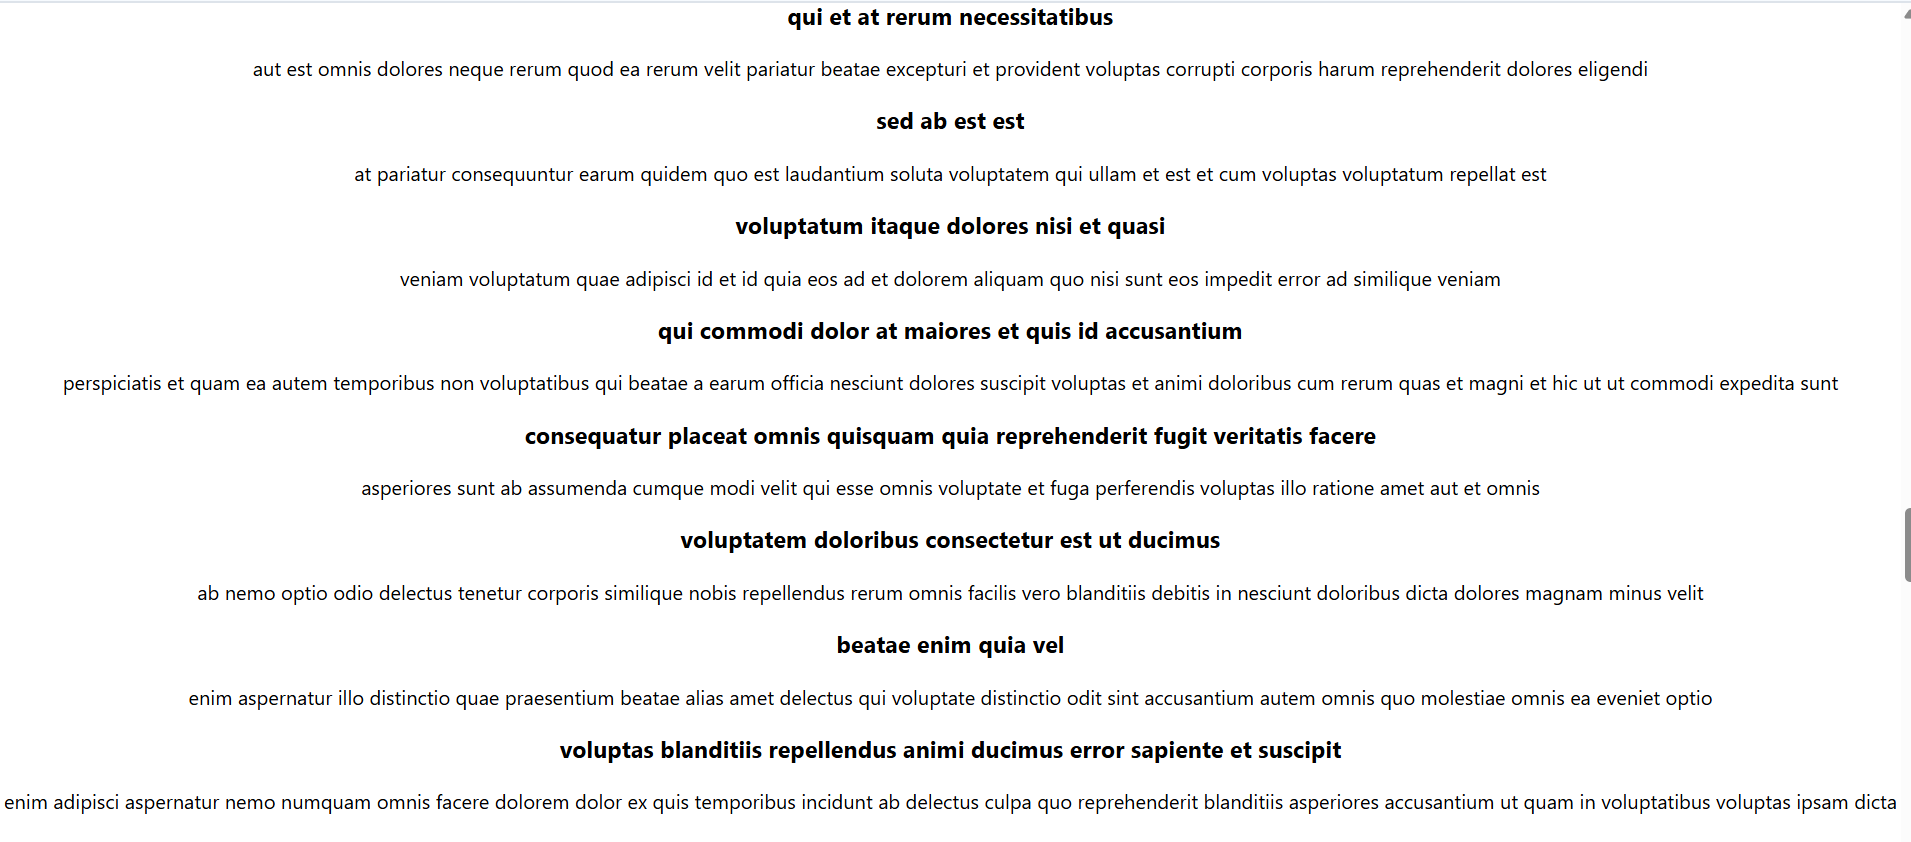 qui et at rerum necessitatibus
aut est omnis dolores neque rerum quod ea rerum velit pariatur beatae excepturi et provident voluptas corrupti corporis harum reprehenderit dolores eligendi
sed ab est est
at pariatur consequuntur earum quidem quo est laudantium soluta voluptatem qui ullam et est et cum voluptas voluptatum repellat est
voluptatum itaque dolores nisi et quasi
veniam voluptatum quae adipisci id et id quia eos ad et dolorem aliquam quo nisi sunt eos impedit error ad similique veniam
qui commodi dolor at maiores et quis id accusantium
perspiciatis et quam ea autem temporibus non voluptatibus qui beatae a earum officia nesciunt dolores suscipit voluptas et animi doloribus cum rerum quas et magni et hic ut ut commodi expedita sunt
consequatur placeat omnis quisquam quia reprehenderit fugit veritatis facere
asperiores sunt ab assumenda cumque modi velit qui esse omnis voluptate et fuga perferendis voluptas illo ratione amet aut et omnis
voluptatem doloribus consectetur est ut ducimus
ab nemo optio odio delectus tenetur corporis similique nobis repellendus rerum omnis facilis vero blanditiis debitis in nesciunt doloribus dicta dolores magnam minus velit
beatae enim quia vel
enim aspernatur illo distinctio quae praesentium beatae alias amet delectus qui voluptate distinctio odit sint accusantium autem omnis quo molestiae omnis ea eveniet optio
voluptas blanditiis repellendus animi ducimus error sapiente et suscipit
enim adipisci aspernatur nemo numquam omnis facere dolorem dolor ex quis temporibus incidunt ab delectus culpa quo reprehenderit blanditiis asperiores accusantium ut quam in voluptatibus voluptas ipsam dicta